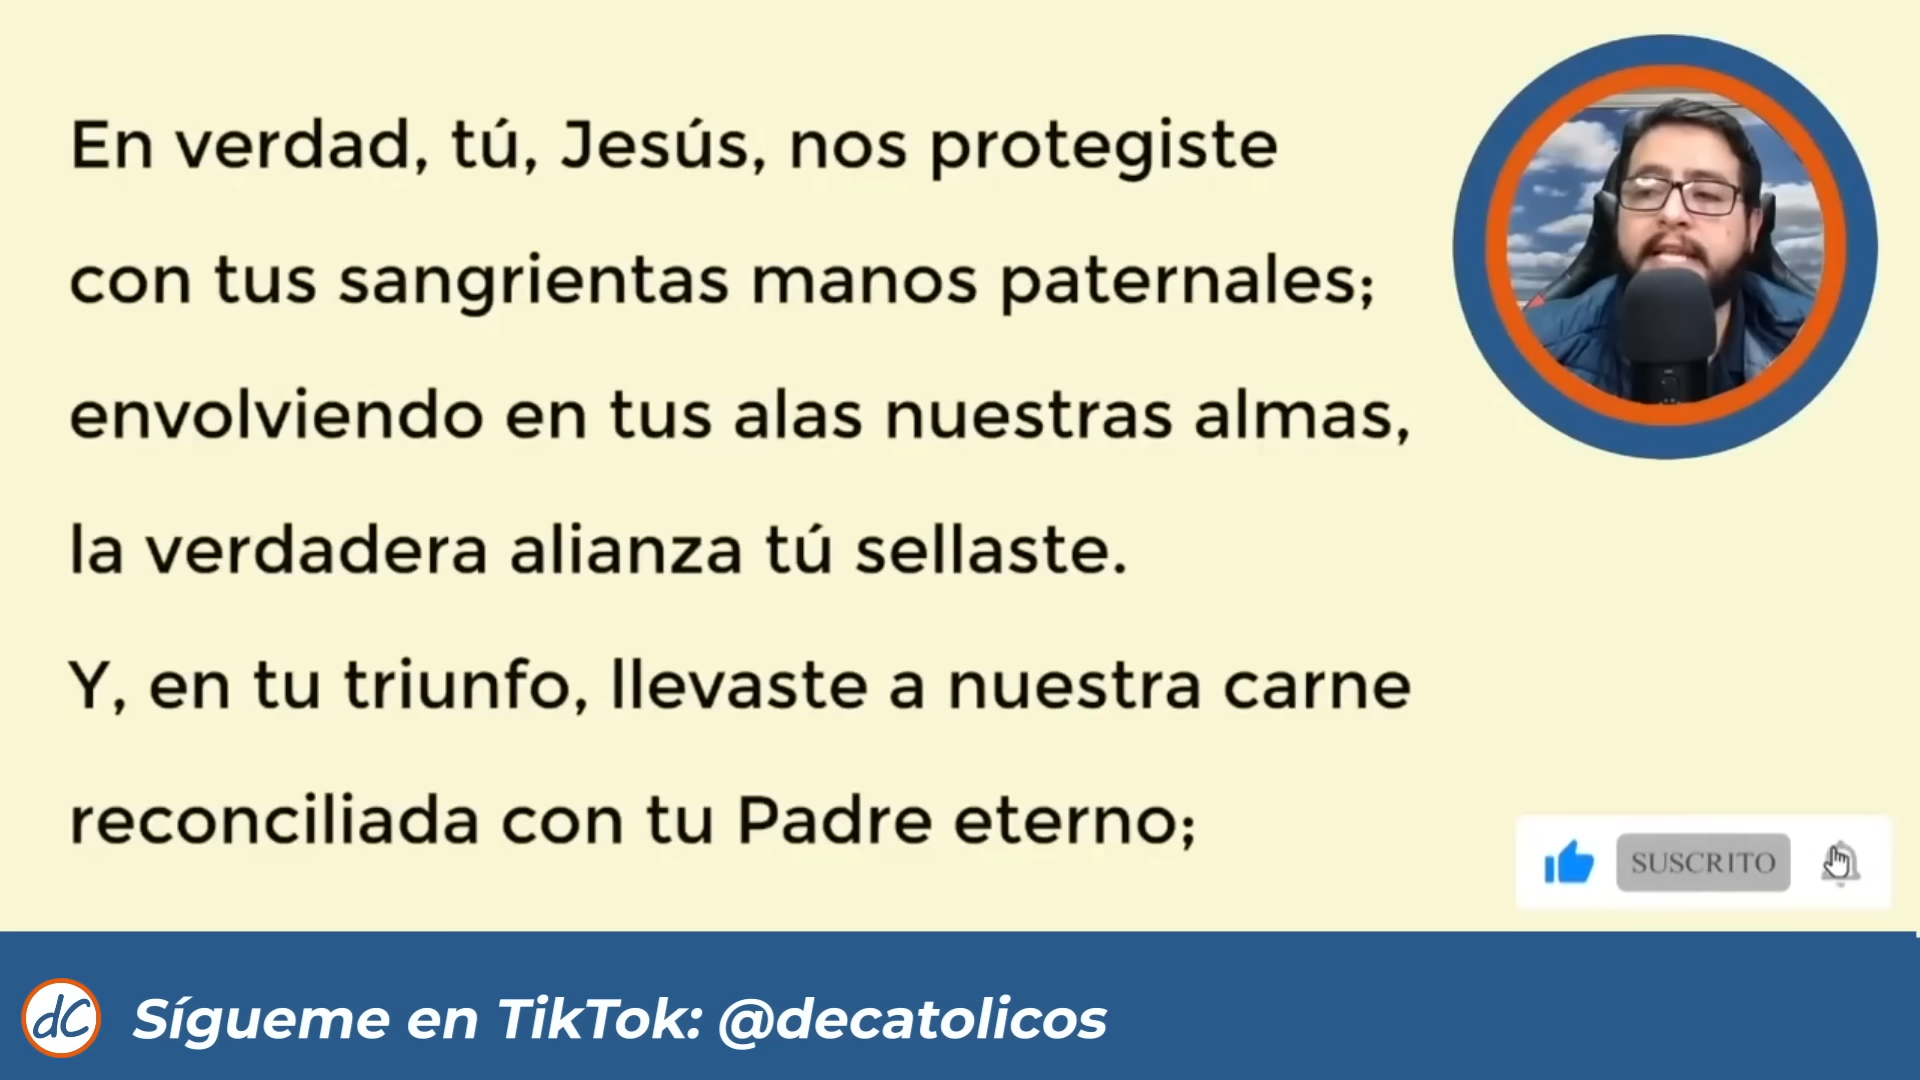 En verdad, tú, Jesús, nos protegiste
con tus sangrientas manos paternales;
envolviendo en tus alas nuestras almas,
la verdadera alianza tú sellaste.
Y, en tu triunfo, llevaste a nuestra carne
reconciliada con tu Padre eterno;
SUSCRITO
dC Sígueme en TikTok: @decatolicos